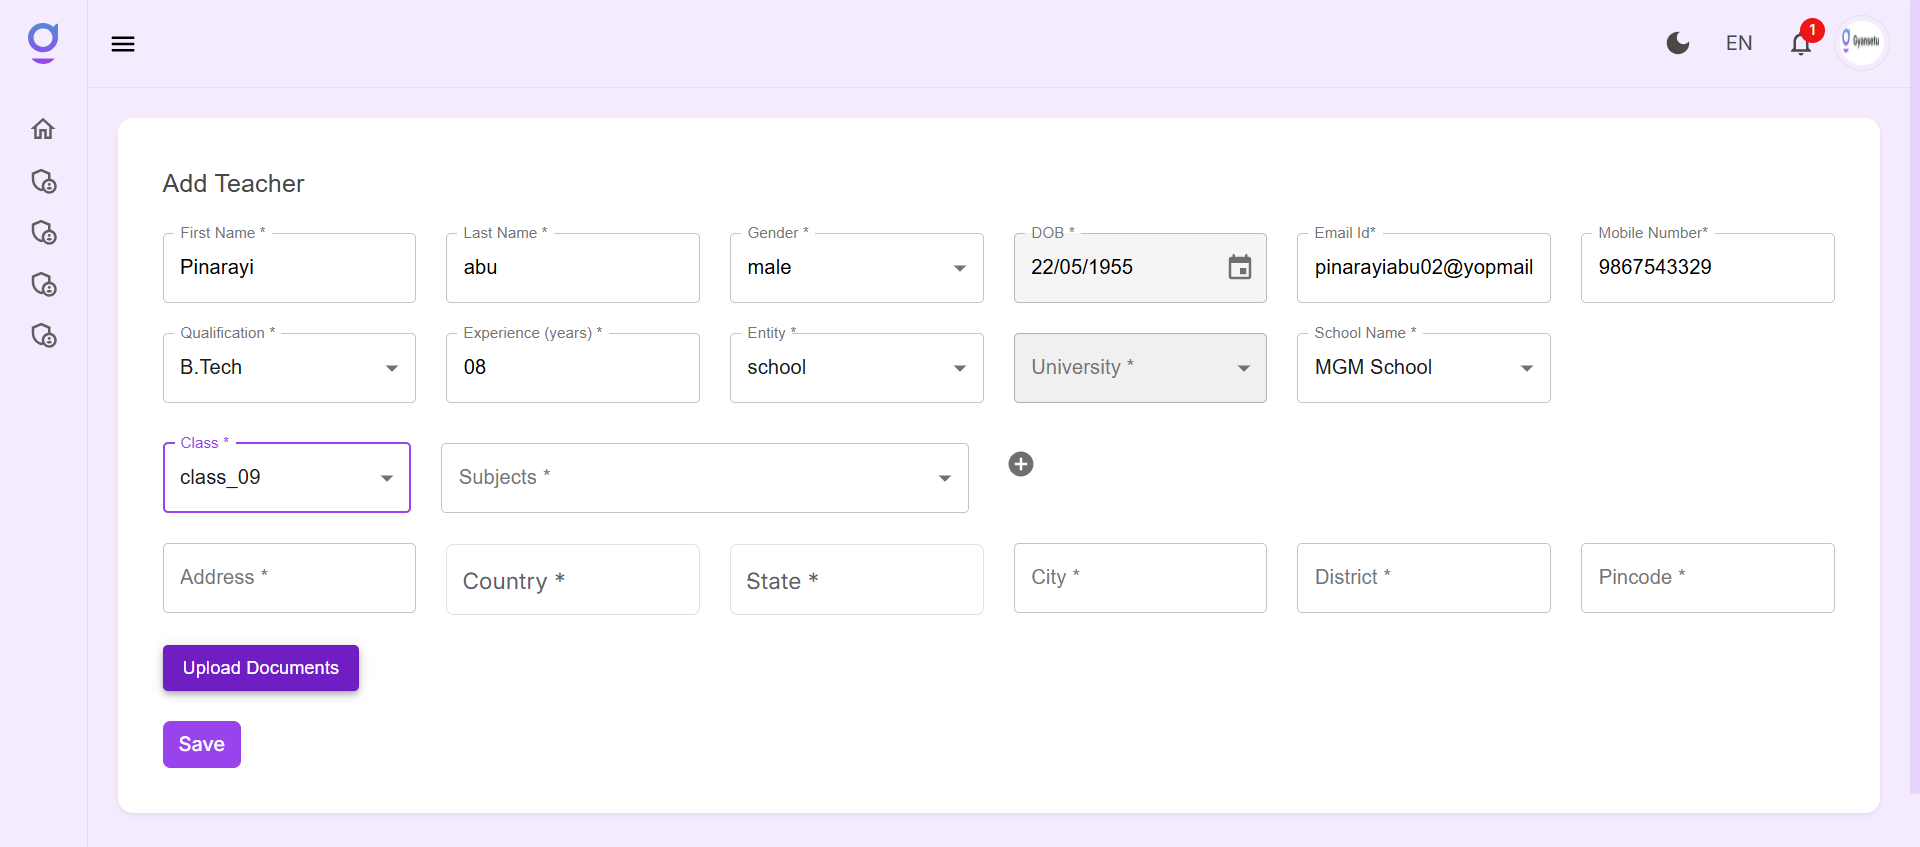 EN
1
Gyansetu
Add Teacher
First Name *
Last Name *
Gender *
DOB *
Email Id*
Mobile Number*
Pinarayi
abu
male
22/05/1955
pinarayiabu02@yopmail
9867543329
Qualification *
Experience (years) *
Entity *
School Name *
B.Tech
08
school
University *
MGM School
Class *
class_09
Subjects *
Address *
Country *
State *
City *
District *
Pincode *
Upload Documents
Save